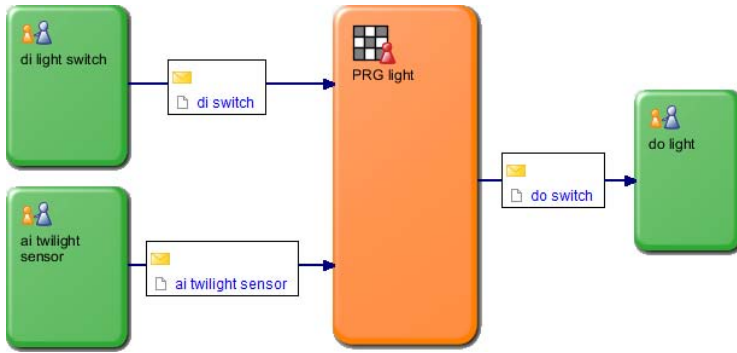 di light switch
di switch
PRG light
do light
do switch
ai twilight
sensor
ai twilight sensor